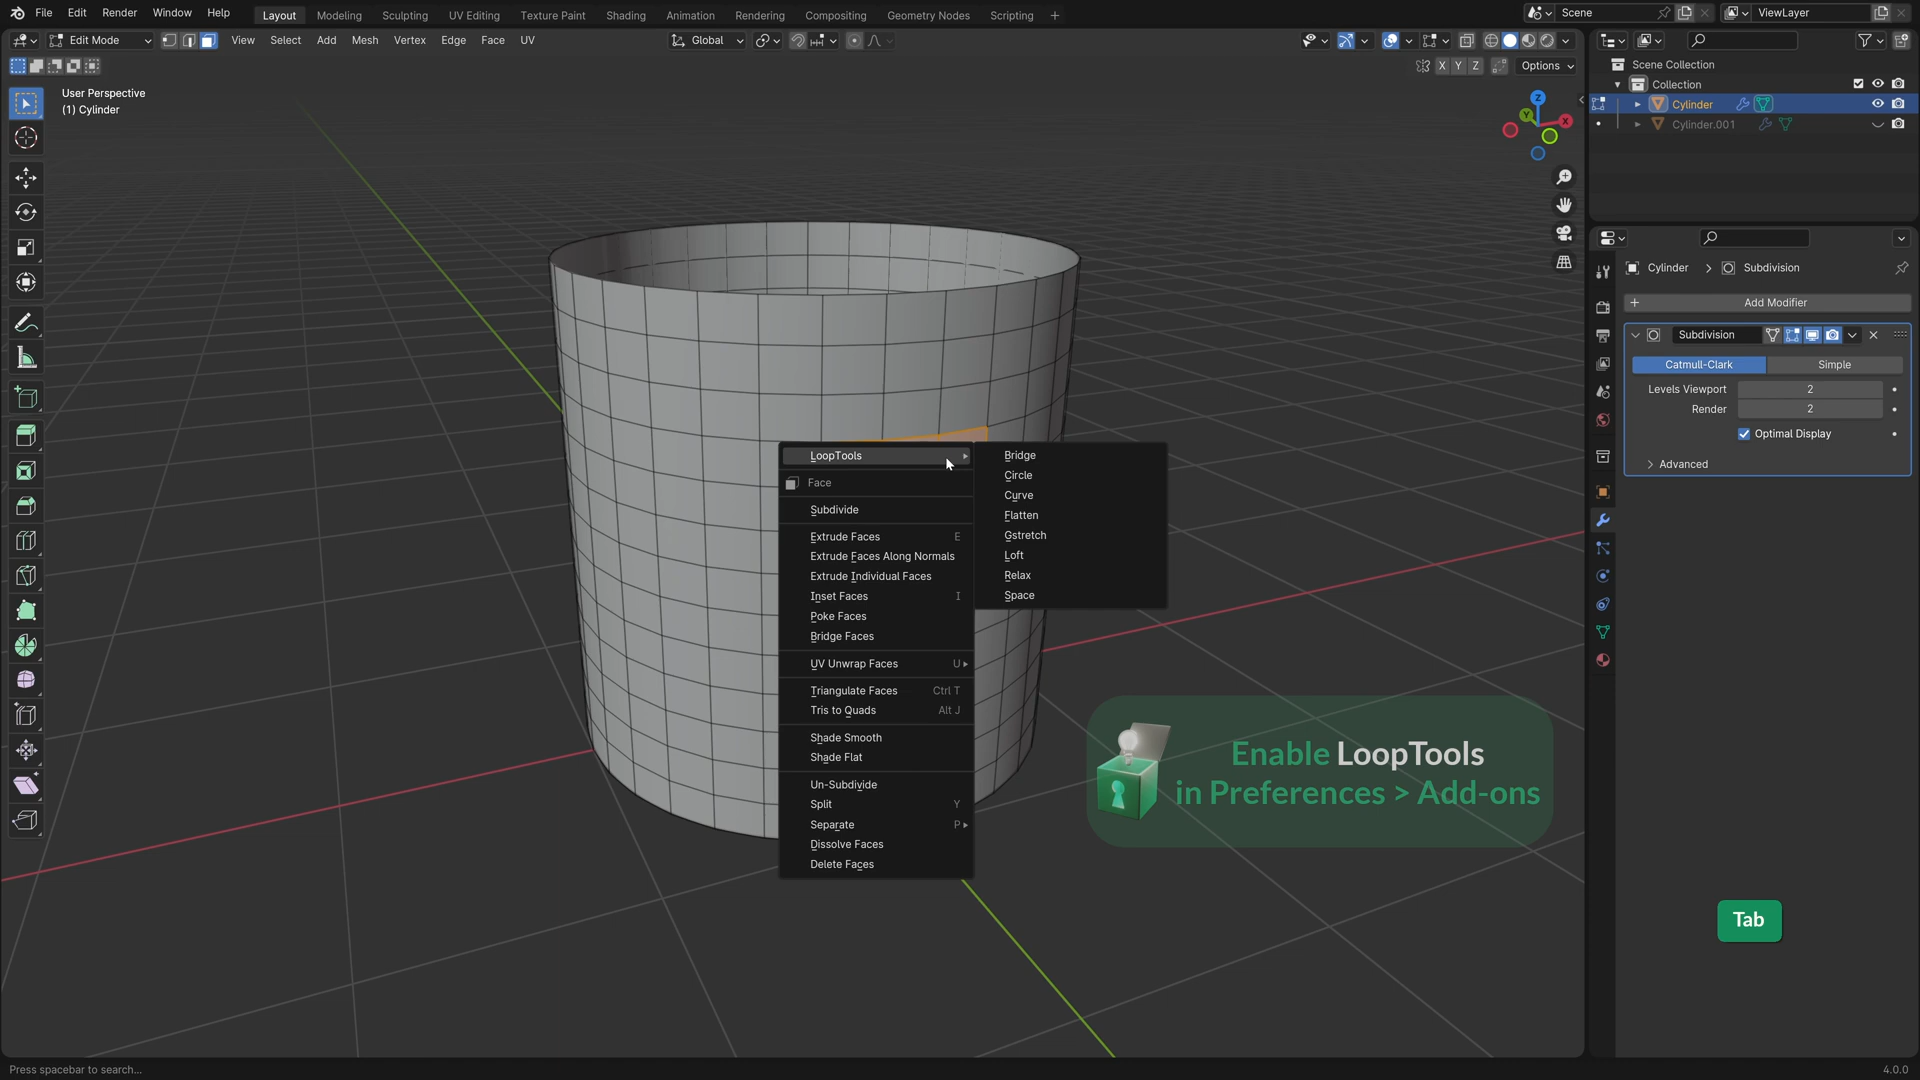 File Edit Render Window Help
Layout Modeling Sculpting UV Editing Texture Paint Shading Animation Rendering Compositing Geometry Nodes Scripting +
Scene
ViewLayer
Edit Mode
View Select Add Mesh Vertex Edge Face UV
Global
X Y Z
Options
User Perspective
(1) Cylinder
Z
Y
X
Scene Collection
Collection
Cylinder
Cylinder.001
Cylinder > Subdivision
+ Add Modifier
Subdivision
Catmull-Clark Simple
Levels Viewport 2
Render 2
Optimal Display
Advanced
LoopTools
Face
Subdivide
Extrude Faces E
Extrude Faces Along Normals
Extrude Individual Faces
Inset Faces I
Poke Faces
Bridge Faces
UV Unwrap Faces U
Triangulate Faces Ctrl T
Tris to Quads Alt J
Shade Smooth
Shade Flat
Un-Subdivide
Split Y
Separate P
Dissolve Faces
Delete Faces
Bridge
Circle
Curve
Flatten
Gstretch
Loft
Relax
Space
Enable LoopTools
in Preferences > Add-ons
Tab
Press spacebar to search...
4.0.0